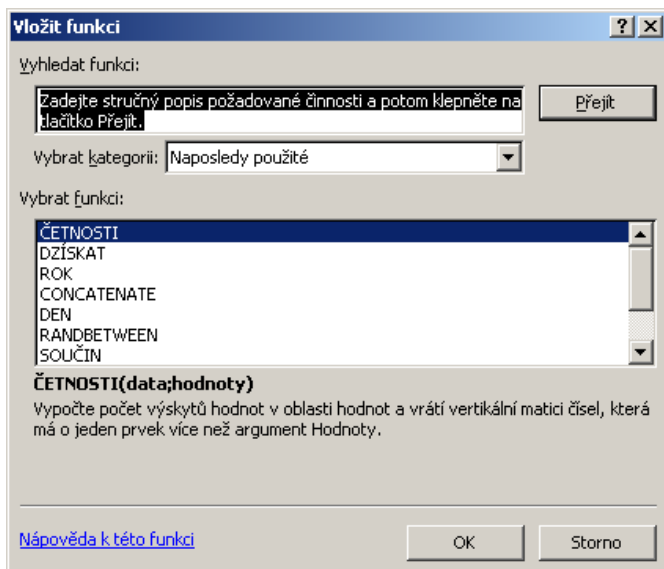 Vložit funkci
Vyhledat funkci:
Zadejte stručný popis požadované činnosti a potom klepněte na
tlačítko Přejít.
Přejít
Vybrat kategorii: Naposledy použité
Vybrat funkci:
ČETNOSTI
DZÍSKAT
ROK
CONCATENATE
DEN
RANDBETWEEN
SOUČIN
ČETNOSTI(data;hodnoty)
Vypočte počet výskytů hodnot v oblasti hodnot a vrátí vertikální matici čísel, která
má o jeden prvek více než argument Hodnoty.
Nápověda k této funkci
OK
Storno